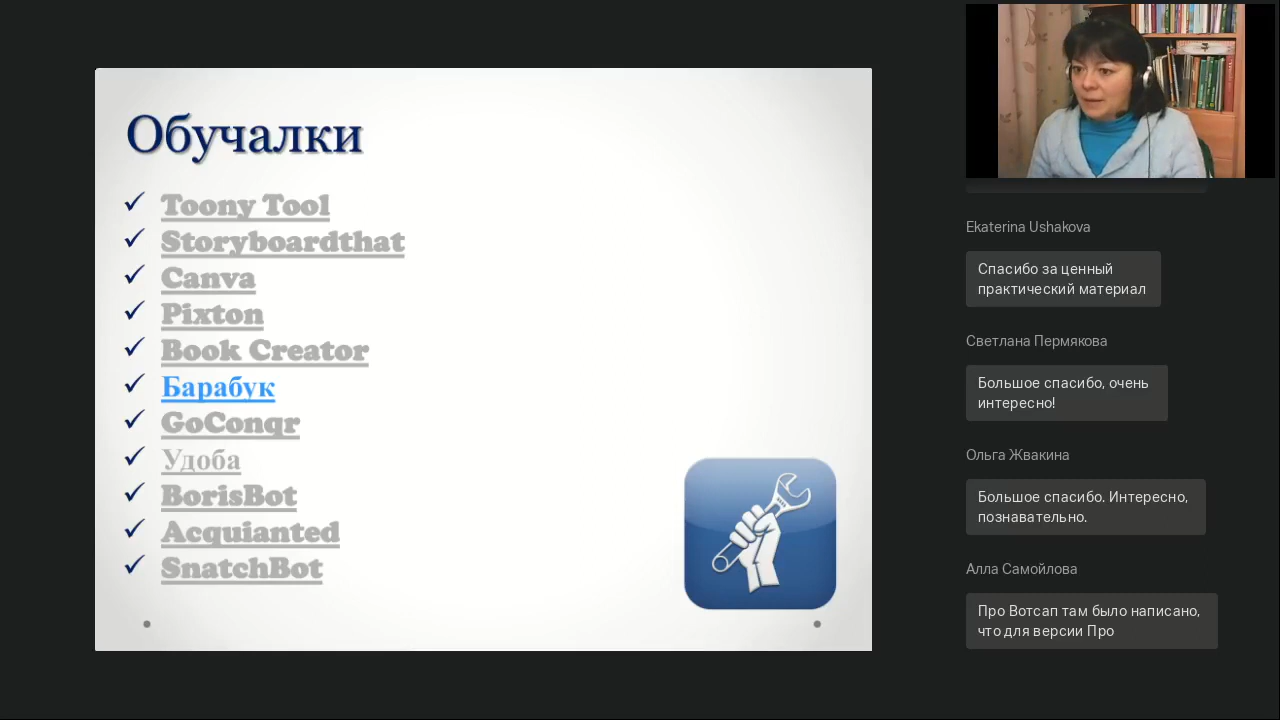 Обучалки
Toony Tool
Storyboardthat
Canva
Pixton
Book Creator
Барабук
GoConqr
Удоба
BorisBot
Acquianted
SnatchBot
Ekaterina Ushakova
Спасибо за ценный
практический материал
Светлана Пермякова
Большое спасибо, очень
интересно!
Ольга Жвакина
Большое спасибо. Интересно,
познавательно.
Алла Самойлова
Про Вотсап там было написано,
что для версии Про